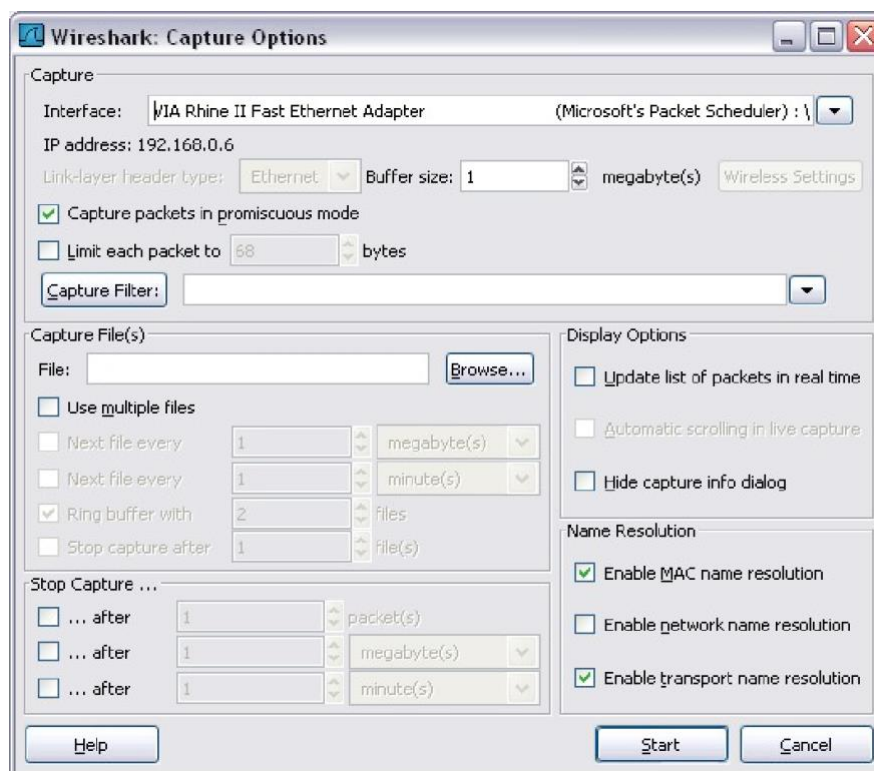 Wireshark: Capture Options
Capture
Interface: VIA Rhine II Fast Ethernet Adapter (Microsoft's Packet Scheduler) : \
IP address: 192.168.0.6
Link-layer header type: Ethernet Buffer size: 1 megabyte(s) Wireless Settings
Capture packets in promiscuous mode
Limit each packet to 68 bytes
Capture Filter:
Capture File(s)
File: Browse...
Use multiple files
Next file every 1 megabyte(s)
Next file every 1 minute(s)
Ring buffer with 2 files
Stop capture after 1 file(s)
Stop Capture ...
... after 1 packet(s)
... after 1 megabyte(s)
... after 1 minute(s)
Display Options
Update list of packets in real time
Automatic scrolling in live capture
Hide capture info dialog
Name Resolution
Enable MAC name resolution
Enable network name resolution
Enable transport name resolution
Help Start Cancel